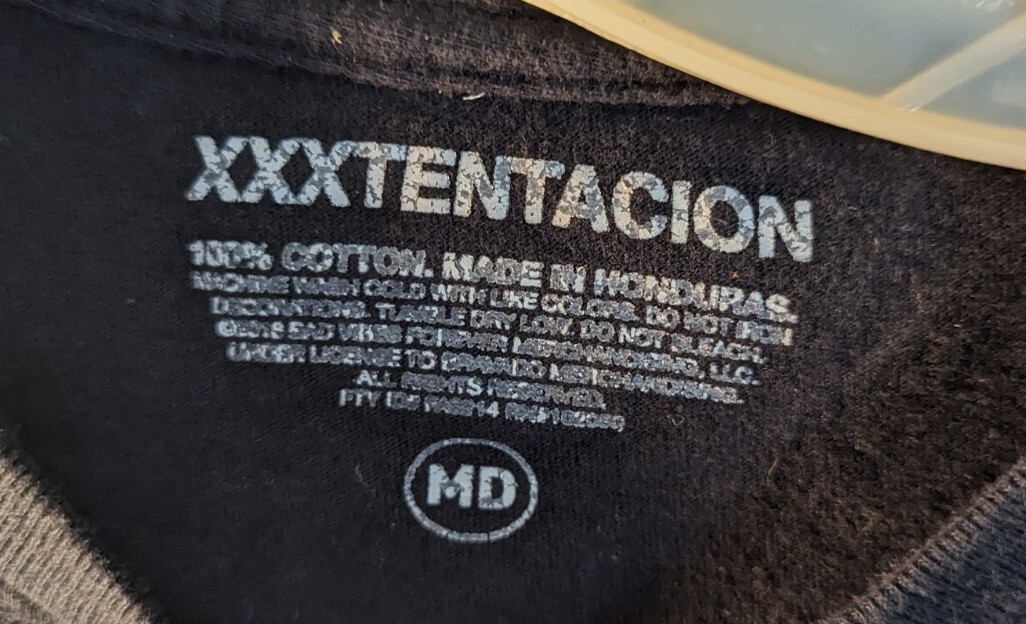 XXXTENTACION
100% COTTON. MADE IN HONDURAS.
MACHINE WASH COLD WITH LIKE COLORS. DO NOT IRON
DECORATIONS. TUMBLE DRY LOW. DO NOT BLEACH.
BAD VIBES FOREVER MERCHANDISING, LLC.
UNDER LICENSE TO BRAVADO MERCHANDISING.
ALL RIGHTS RESERVED.
MD